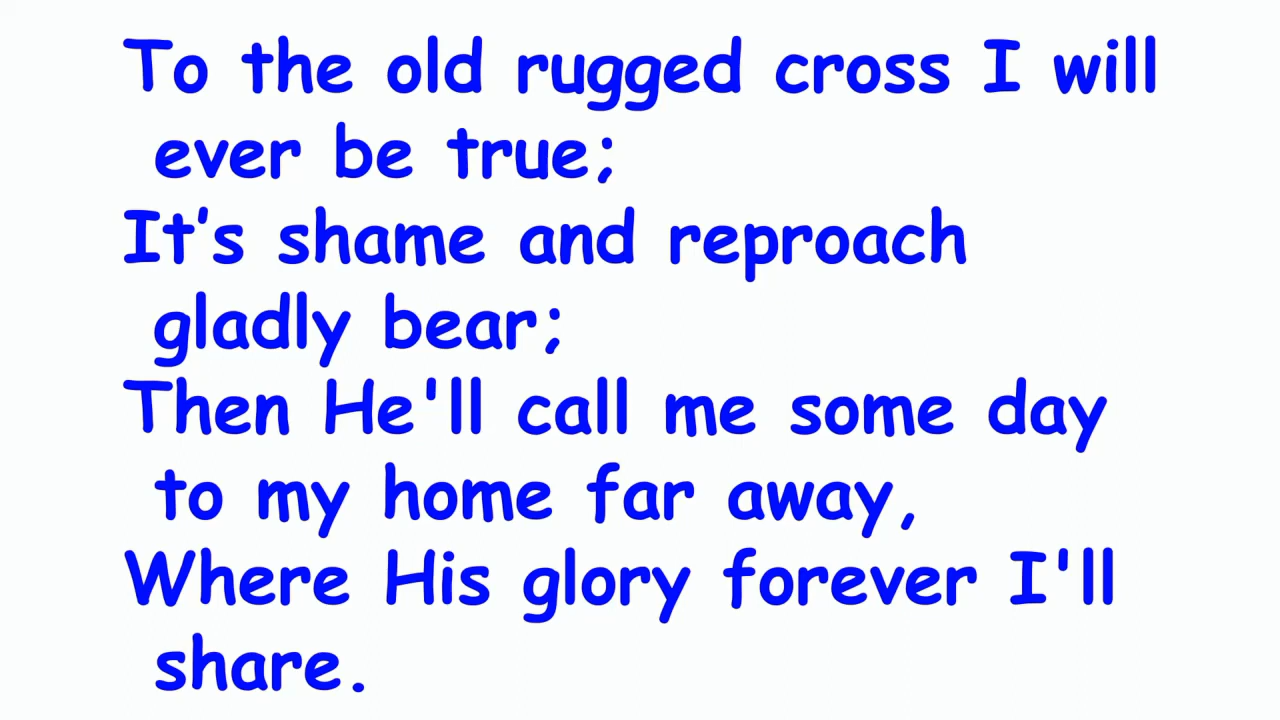 To the old rugged cross I will
ever be true;
It’s shame and reproach
gladly bear;
Then He'll call me some day
to my home far away,
Where His glory forever I'll
share.